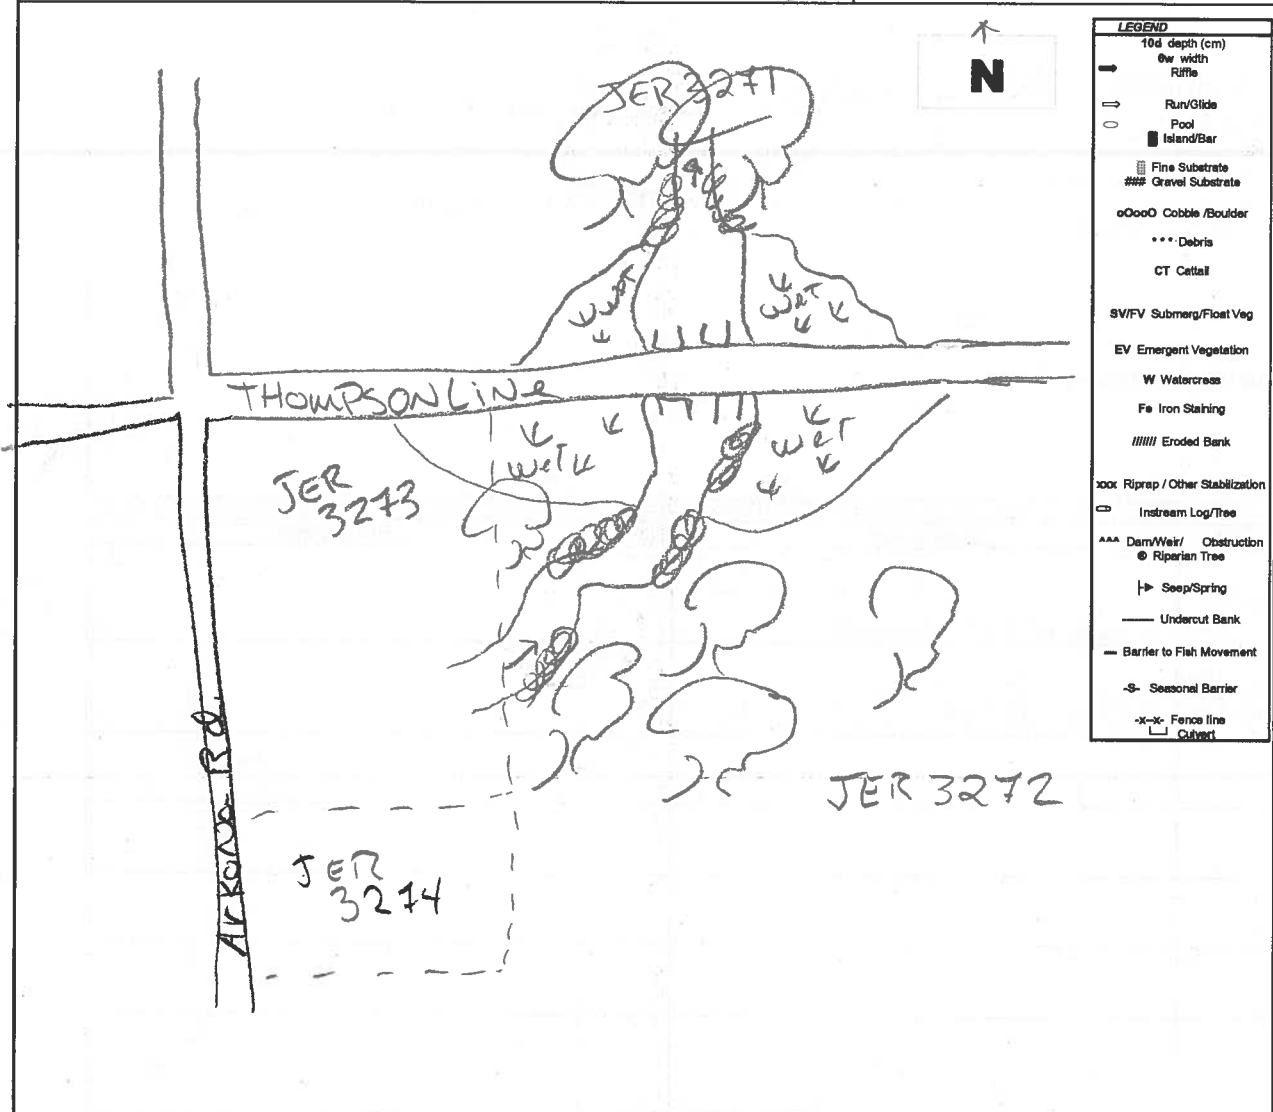 N
JER 3271
WET
WET
THOMPSON LINE
WET
WET
JER
3273
JER 3272
JER
3274
Arkona Rd.
LEGEND
10d depth (cm)
6w width
Riffle
Run/Glide
Pool
Island/Bar
Fine Substrate
### Gravel Substrate
oOooO Cobble /Boulder
*** Debris
CT Cattail
SV/FV Submerg/Float Veg
EV Emergent Vegetation
W Watercress
Fe Iron Staining
/////// Eroded Bank
xxx Riprap / Other Stabilization
Instream Log/Tree
^^^ Dam/Weir/ Obstruction
Riparian Tree
Seep/Spring
Undercut Bank
Barrier to Fish Movement
-S- Seasonal Barrier
-x-x- Fence line
Culvert